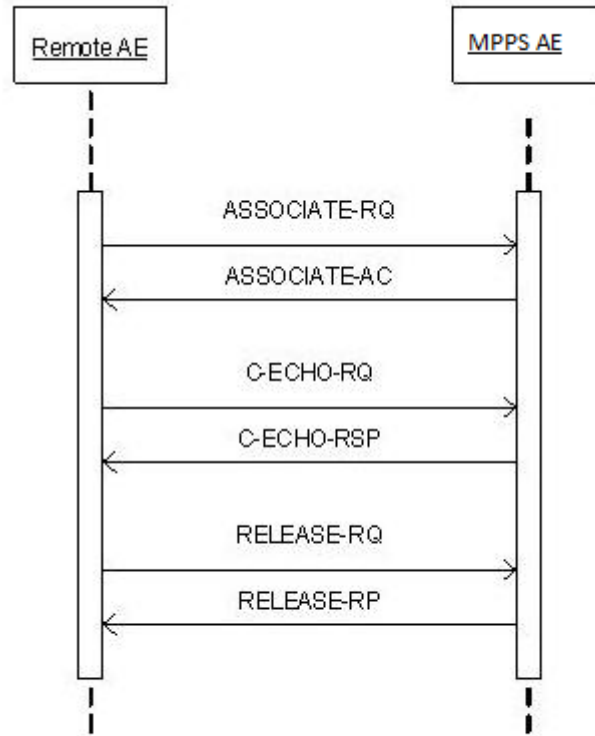 Remote AE
MPPS AE
ASSOCIATE-RQ
ASSOCIATE-AC
C-ECHO-RQ
C-ECHO-RSP
RELEASE-RQ
RELEASE-RP